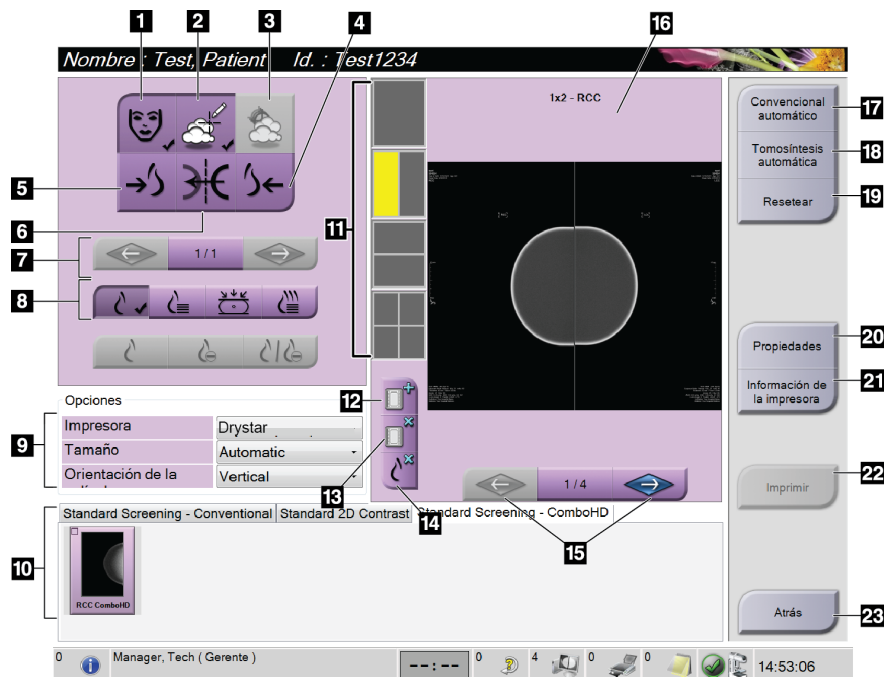 1 2 3 4 16
Nombre : Test, Patient Id. : Test1234
1x2 - RCC
Convencional automático 17
Tomosíntesis automática 18
Resetear 19
5
6
7
1 / 1
11
8
Propiedades 20
Información de la impresora 21
Opciones
12
9
Impresora Drystar
Tamaño Automatic
Orientación de la Vertical
13
14
1 / 4
15
Imprimir 22
Standard Screening - Conventional Standard 2D Contrast Standard Screening - ComboHD
10
RCC ComboHD
Atrás 23
0 Manager, Tech ( Gerente ) --:-- 0 4 0 0 14:53:06